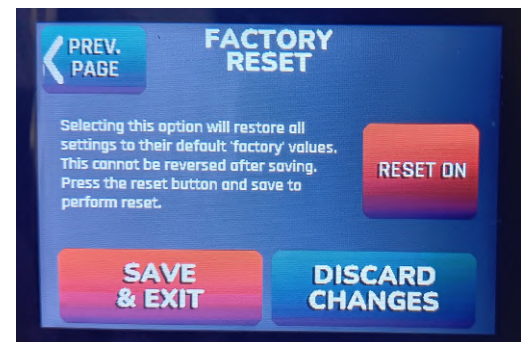 PREV.
PAGE
FACTORY
RESET
Selecting this option will restore all
settings to their default 'factory' values.
This cannot be reversed after saving.
Press the reset button and save to
perform reset.
RESET ON
SAVE
& EXIT
DISCARD
CHANGES